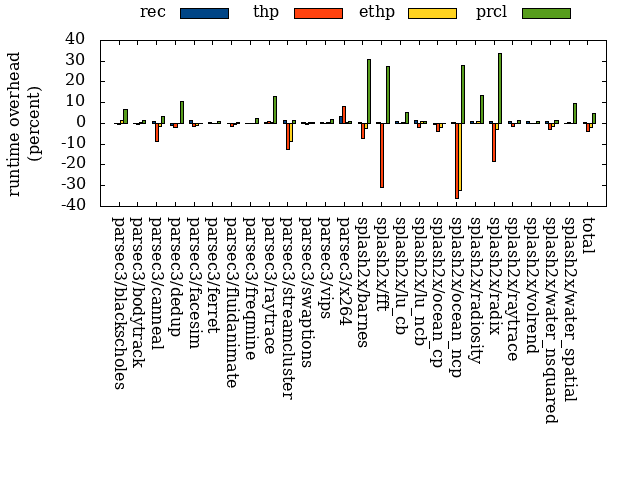 rec thp ethp prcl
runtime overhead
(percent)
40
30
20
10
0
-10
-20
-30
-40
parsec3/blackscholes
parsec3/bodytrack
parsec3/canneal
parsec3/dedup
parsec3/facesim
parsec3/ferret
parsec3/fluidanimate
parsec3/freqmine
parsec3/raytrace
parsec3/streamcluster
parsec3/swaptions
parsec3/vips
parsec3/x264
splash2x/barnes
splash2x/fft
splash2x/lu_cb
splash2x/lu_ncb
splash2x/ocean_cp
splash2x/ocean_ncp
splash2x/radiosity
splash2x/radix
splash2x/raytrace
splash2x/volrend
splash2x/water_nsquared
splash2x/water_spatial
total